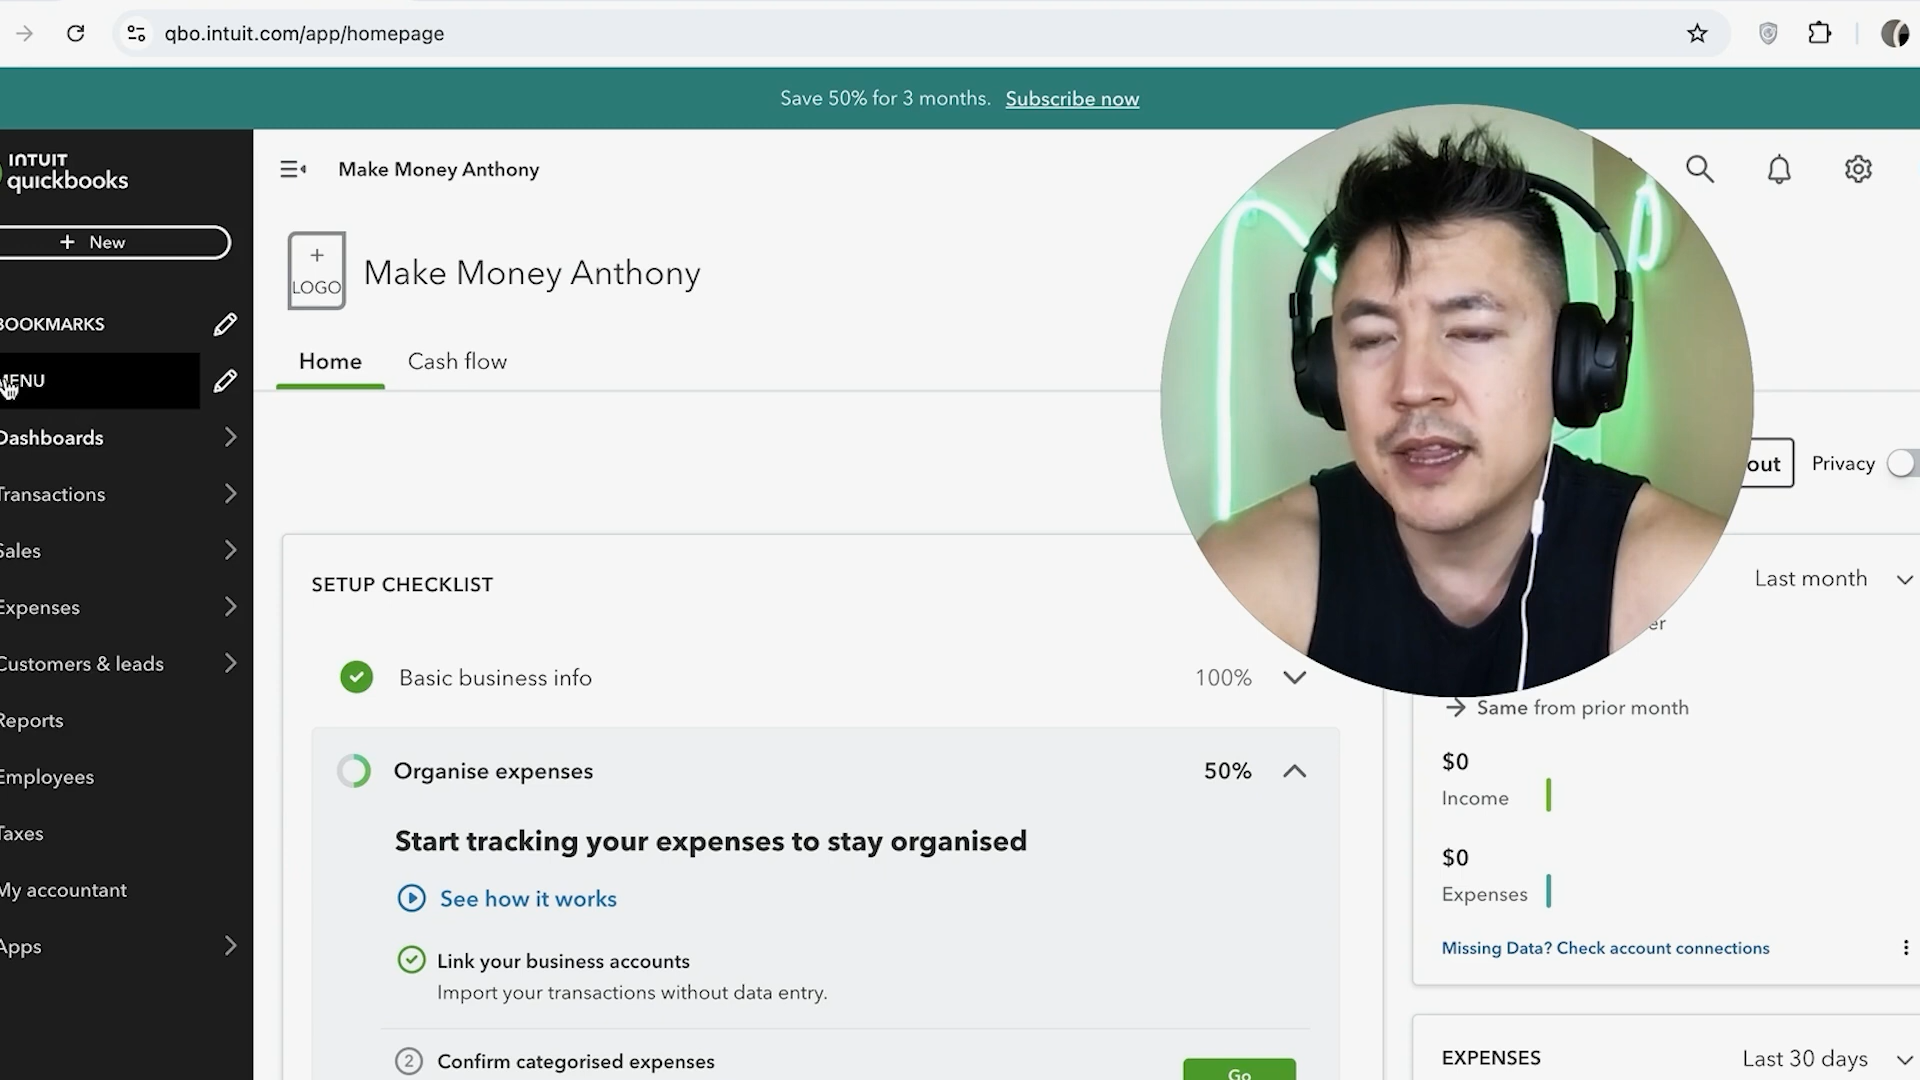 qbo.intuit.com/app/homepage
Save 50% for 3 months. Subscribe now
INTUIT
quickbooks
Make Money Anthony
+ New
+
LOGO
Make Money Anthony
BOOKMARKS
MENU
Home
Cash flow
Dashboards
out
Privacy
Transactions
Sales
SETUP CHECKLIST
Last month
Expenses
er
Customers & leads
Basic business info
100%
Same from prior month
Reports
Organise expenses
50%
$0
Income
Employees
Taxes
Start tracking your expenses to stay organised
$0
Expenses
My accountant
See how it works
Apps
Link your business accounts
Import your transactions without data entry.
Missing Data? Check account connections
2
Confirm categorised expenses
Go
EXPENSES
Last 30 days